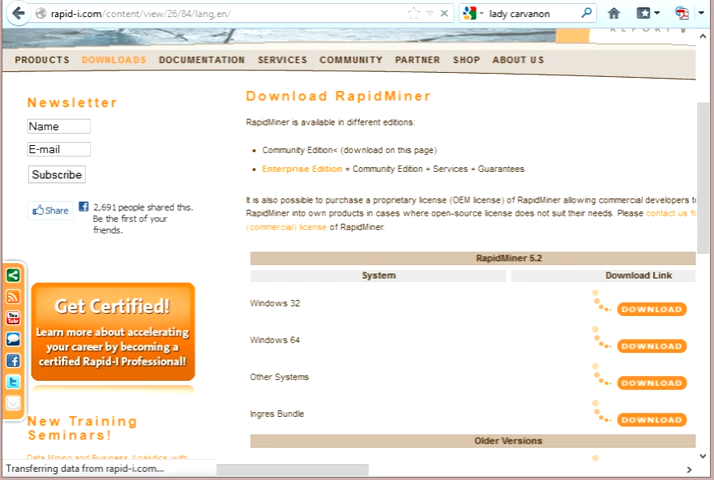 rapid-i.com/content/view/26/84/lang,en/
lady carvanon
PRODUCTS DOWNLOADS DOCUMENTATION SERVICES COMMUNITY PARTNER SHOP ABOUT US
Newsletter
Name
E-mail
Subscribe
Share
2,691 people shared this.
Be the first of your
friends.
Get Certified!
Learn more about accelerating
your career by becoming a
certified Rapid-I Professional!
New Training
Seminars!
Data Mining and Business Analytics with
Download RapidMiner
RapidMiner is available in different editions:
Community Edition< (download on this page)
Enterprise Edition = Community Edition + Services + Guarantees
It is also possible to purchase a proprietary license (OEM license) of RapidMiner allowing commercial developers to
RapidMiner into own products in cases where open-source license does not suit their needs. Please contact us fo
(commercial) license of RapidMiner.
RapidMiner 5.2
System Download Link
Windows 32 DOWNLOAD
Windows 64 DOWNLOAD
Other Systems DOWNLOAD
Ingres Bundle DOWNLOAD
Older Versions
Transferring data from rapid-i.com...